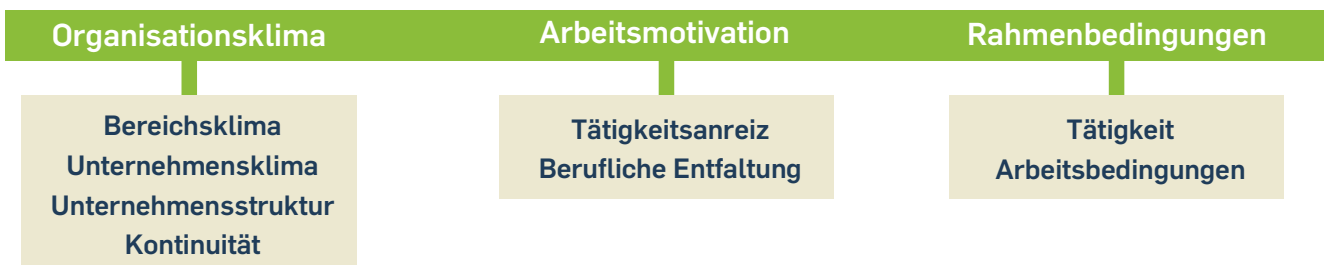 Organisationsklima
Bereichsklima
Unternehmensklima
Unternehmensstruktur
Kontinuität
Arbeitsmotivation
Tätigkeitsanreiz
Berufliche Entfaltung
Rahmenbedingungen
Tätigkeit
Arbeitsbedingungen